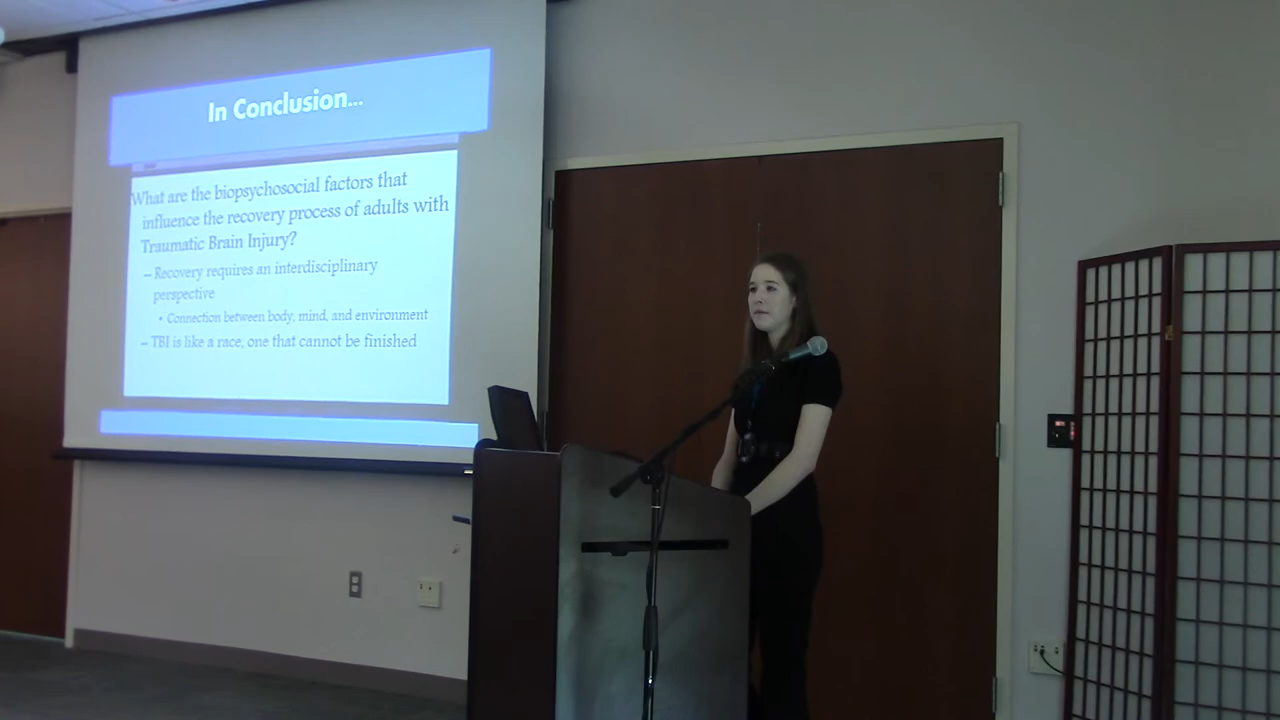 In Conclusion...
What are the biopsychosocial factors that
influence the recovery process of adults with
Traumatic Brain Injury?
– Recovery requires an interdisciplinary
perspective
• Connection between body, mind, and environment
– TBI is like a race, one that cannot be finished